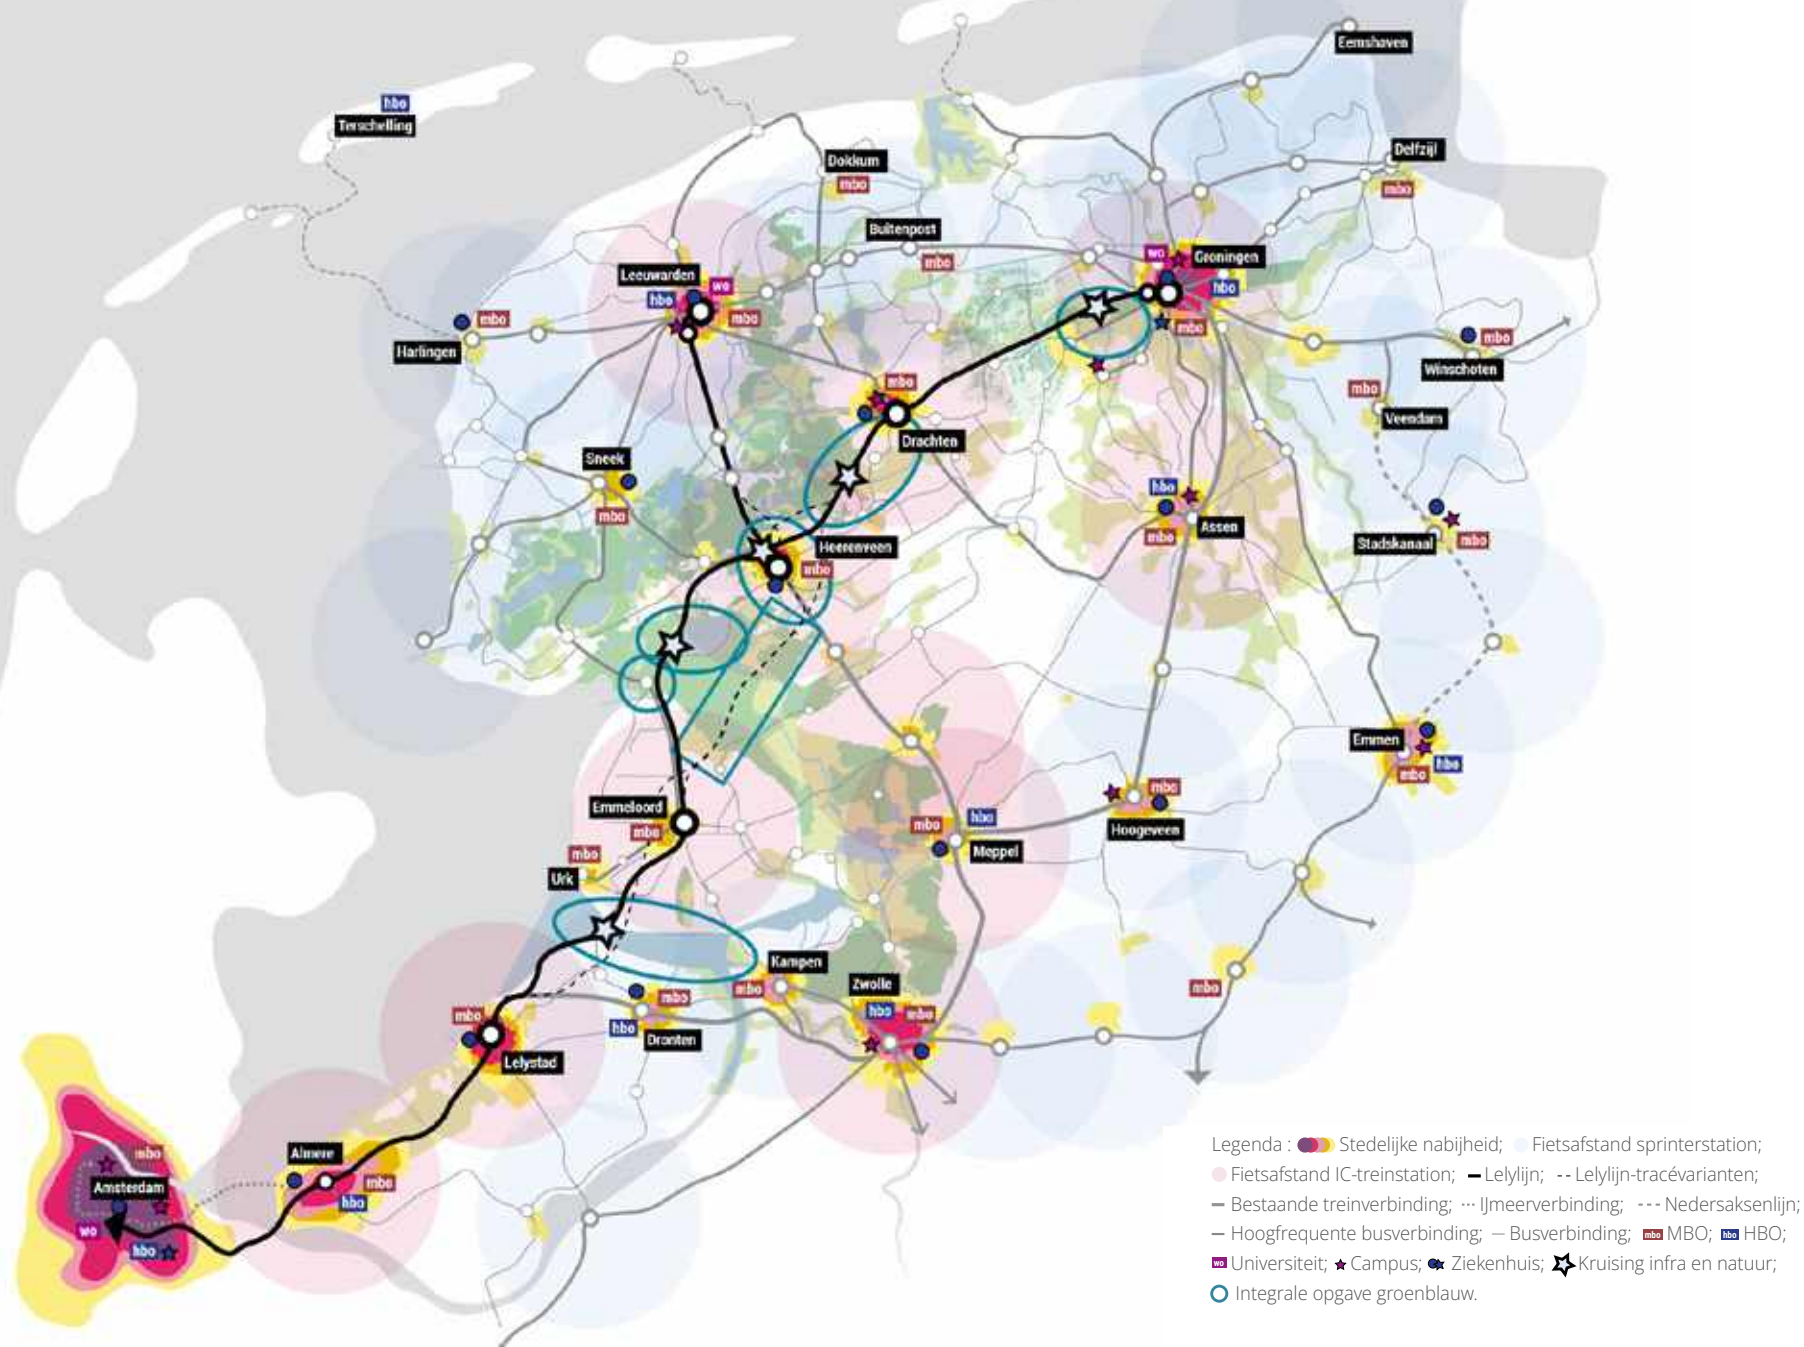 Eemshaven
hbo
Terschelling
Delfzijl
mbo
Dokkum
mbo
Buitenpost
mbo
wo
Groningen
hbo
mbo
Leeuwarden
wo
hbo
mbo
mbo
Harlingen
mbo
Winschoten
mbo
Veendam
mbo
Drachten
Sneek
mbo
hbo
Assen
mbo
Stadskanaal
mbo
Heerenveen
mbo
Emmen
hbo
mbo
mbo
Hoogeveen
Emmeloord
mbo
mbo
hbo
Meppel
mbo
Urk
Kampen
mbo
Zwolle
hbo
mbo
mbo
mbo
hbo
Dronten
mbo
Lelystad
Almere
mbo
hbo
mbo
Amsterdam
wo
hbo
Legenda : Stedelijke nabijheid; Fietsafstand sprinterstation;
Fietsafstand IC-treinstation; Lelylijn; Lelylijn-tracévarianten;
Bestaande treinverbinding; IJmeerverbinding; Nedersaksenlijn;
Hoogfrequente busverbinding; Busverbinding; mbo MBO; hbo HBO;
wo Universiteit; Campus; Ziekenhuis; Kruising infra en natuur;
Integrale opgave groenblauw.